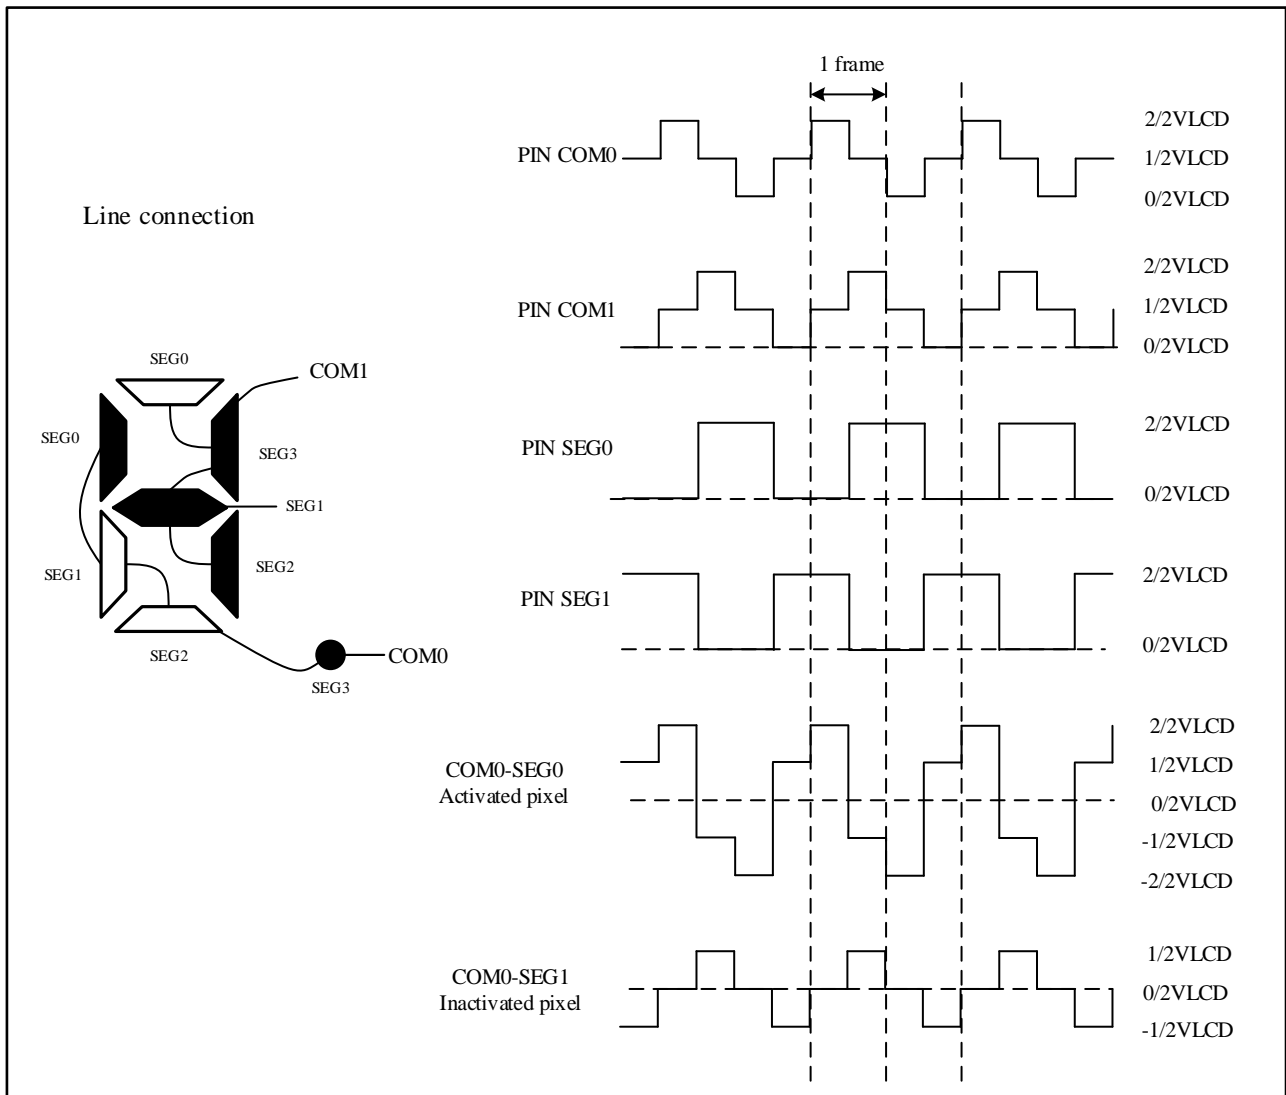 1 frame
PIN COM0
2/2VLCD
1/2VLCD
0/2VLCD
Line connection
PIN COM1
2/2VLCD
1/2VLCD
0/2VLCD
SEG0
COM1
SEG0
SEG3
SEG1
SEG1
SEG2
SEG2
COM0
SEG3
PIN SEG0
2/2VLCD
0/2VLCD
PIN SEG1
2/2VLCD
0/2VLCD
COM0-SEG0
Activated pixel
2/2VLCD
1/2VLCD
0/2VLCD
-1/2VLCD
-2/2VLCD
COM0-SEG1
Inactivated pixel
1/2VLCD
0/2VLCD
-1/2VLCD